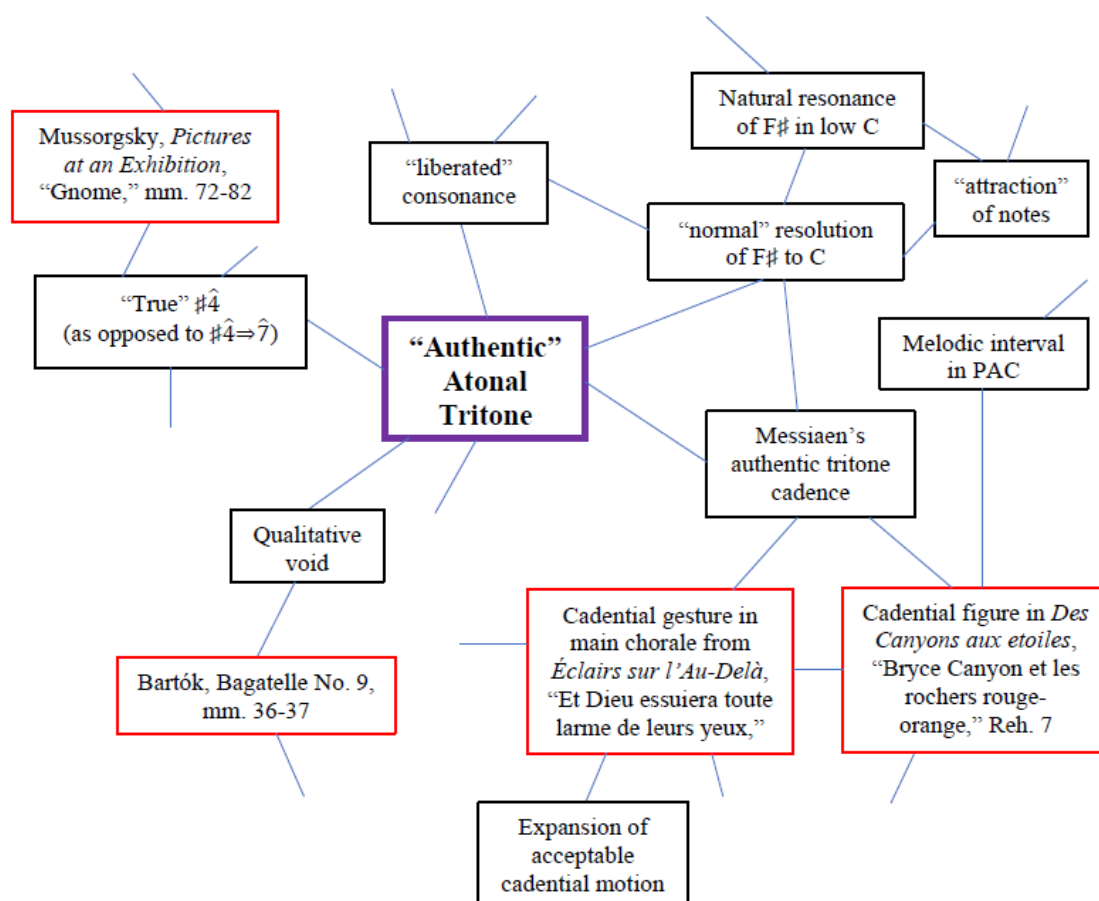 Mussorgsky, Pictures
at an Exhibition,
“Gnome,” mm. 72-82
“liberated”
consonance
Natural resonance
of F♯ in low C
“attraction”
of notes
“normal” resolution
of F♯ to C
“True” ♯4̂
(as opposed to ♯4̂⇒7̂)
“Authentic”
Atonal
Tritone
Melodic interval
in PAC
Messiaen’s
authentic tritone
cadence
Qualitative
void
Bartók, Bagatelle No. 9,
mm. 36-37
Cadential gesture in
main chorale from
Éclairs sur l’Au-Delà,
“Et Dieu essuiera toute
larme de leurs yeux,”
Cadential figure in Des
Canyons aux etoiles,
“Bryce Canyon et les
rochers rouge-
orange,” Reh. 7
Expansion of
acceptable
cadential motion